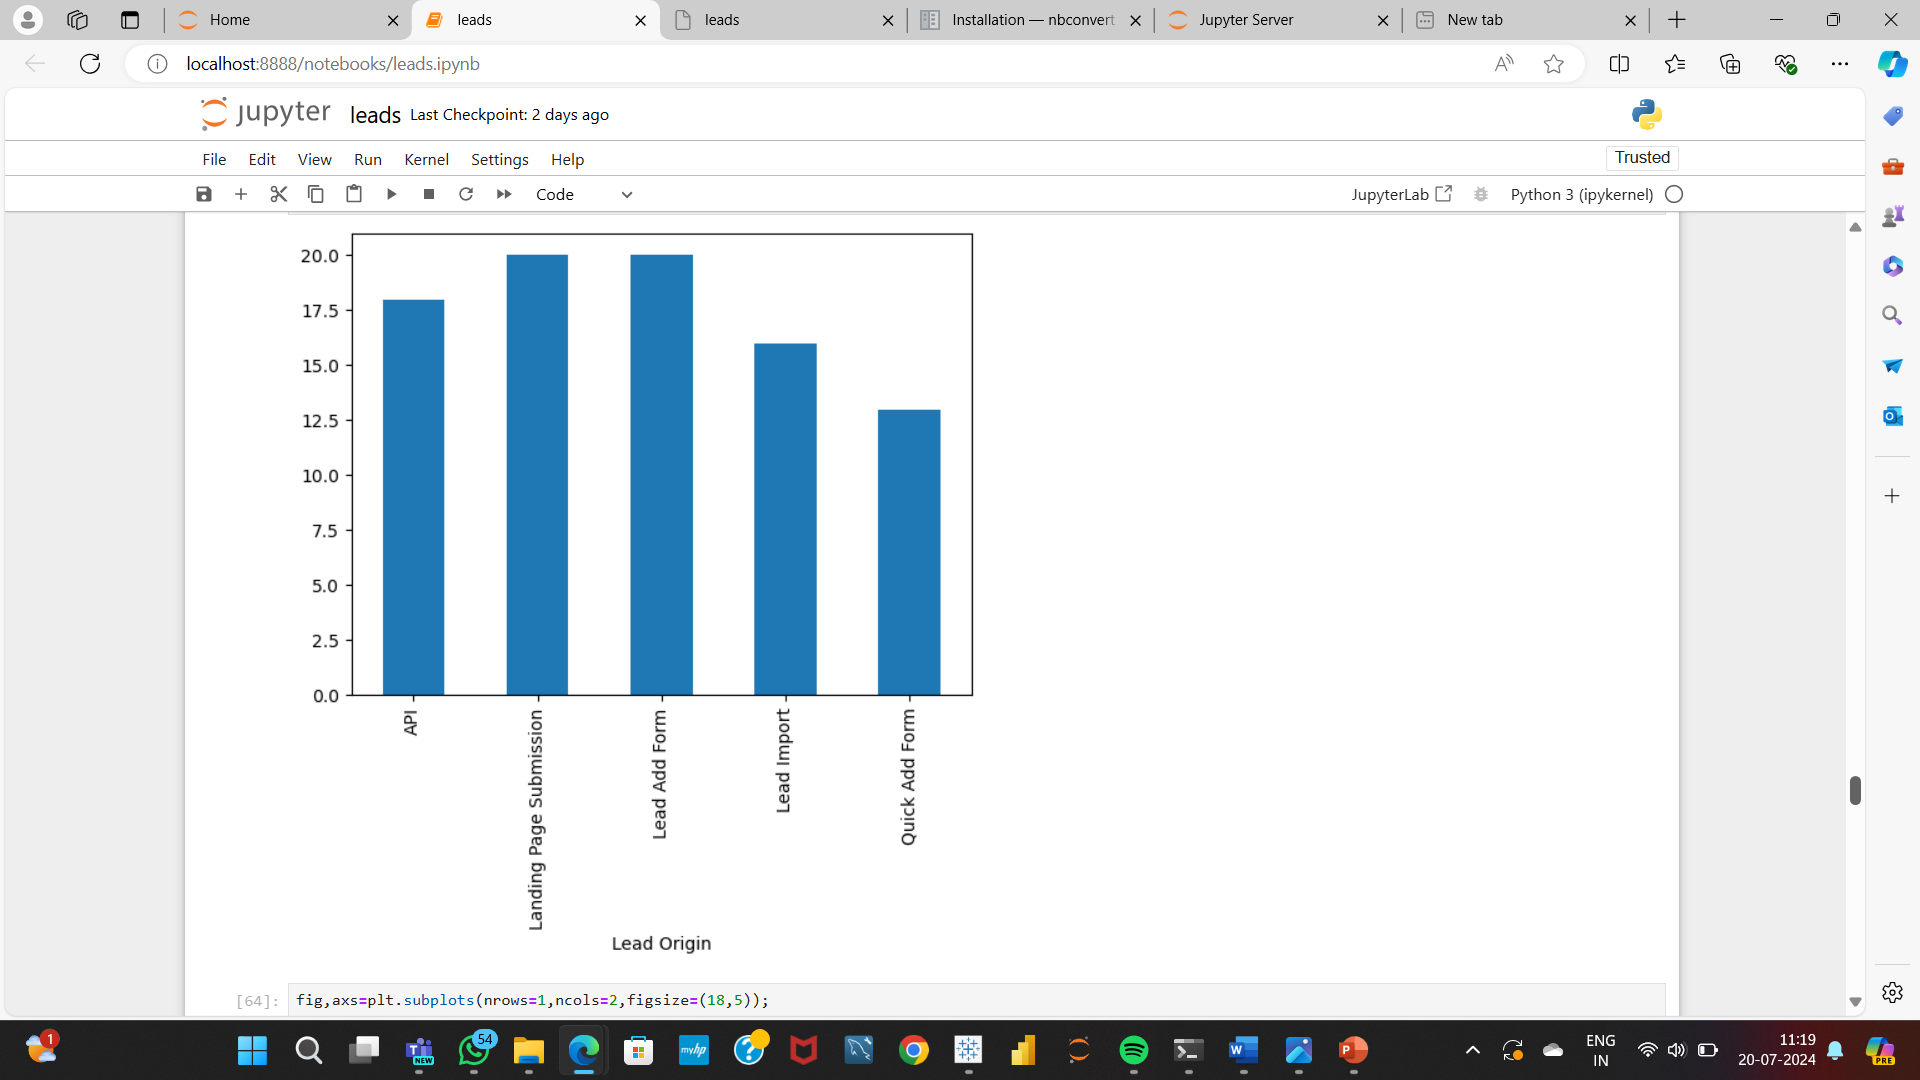 Home
leads
leads
Installation — nbconvert
Jupyter Server
New tab
localhost:8888/notebooks/leads.ipynb
jupyter leads Last Checkpoint: 2 days ago
File Edit View Run Kernel Settings Help
Trusted
Code
JupyterLab
Python 3 (ipykernel)
20.0
17.5
15.0
12.5
10.0
7.5
5.0
2.5
0.0
API
Landing Page Submission
Lead Add Form
Lead Import
Quick Add Form
Lead Origin
[64]: fig,axs=plt.subplots(nrows=1,ncols=2,figsize=(18,5));
1
NEW
54
myhp
ENG
IN
11:19
20-07-2024
PRE